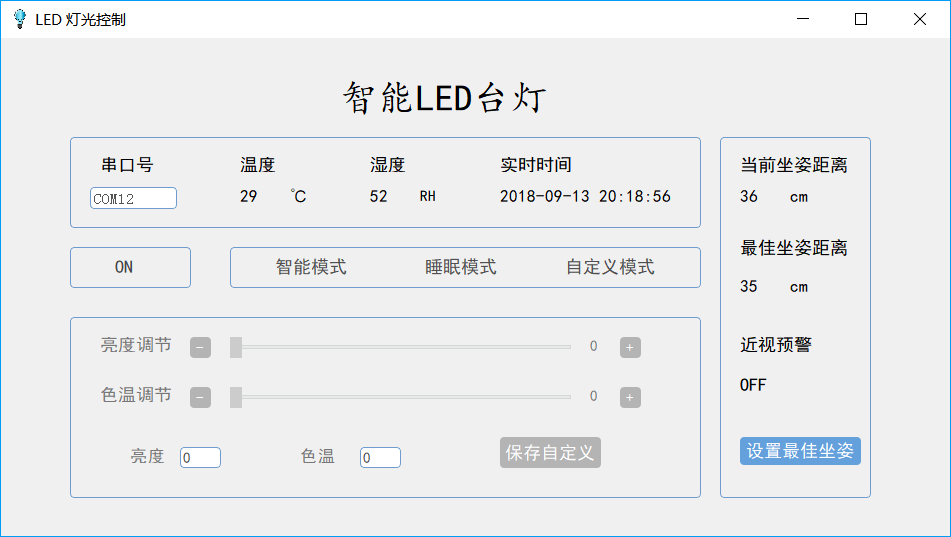 LED 灯光控制
智能LED台灯
串口号 温度 湿度 实时时间
COM12 29 ℃ 52 RH 2018-09-13 20:18:56
ON 智能模式 睡眠模式 自定义模式
亮度调节 - 0 +
色温调节 - 0 +
亮度 0 色温 0 保存自定义
当前坐姿距离
36 cm
最佳坐姿距离
35 cm
近视预警
OFF
设置最佳坐姿